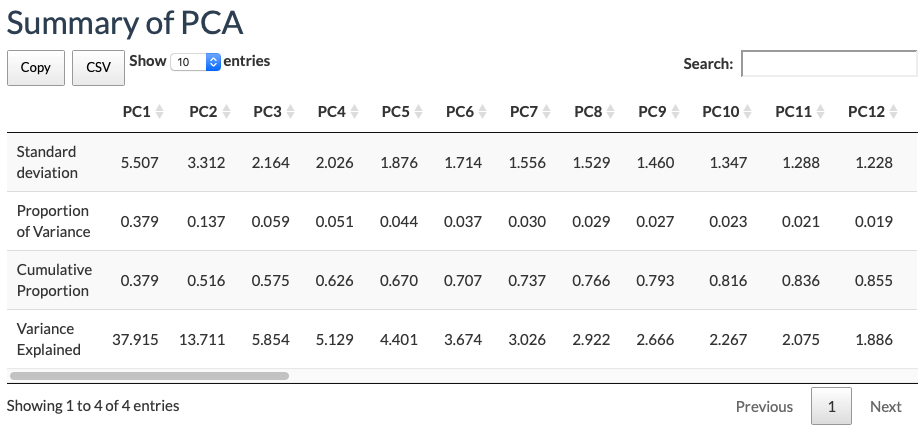 Summary of PCA
Copy CSV Show 10 entries Search:
PC1 PC2 PC3 PC4 PC5 PC6 PC7 PC8 PC9 PC10 PC11 PC12
Standard
deviation 5.507 3.312 2.164 2.026 1.876 1.714 1.556 1.529 1.460 1.347 1.288 1.228
Proportion
of Variance 0.379 0.137 0.059 0.051 0.044 0.037 0.030 0.029 0.027 0.023 0.021 0.019
Cumulative
Proportion 0.379 0.516 0.575 0.626 0.670 0.707 0.737 0.766 0.793 0.816 0.836 0.855
Variance
Explained 37.915 13.711 5.854 5.129 4.401 3.674 3.026 2.922 2.666 2.267 2.075 1.886
Showing 1 to 4 of 4 entries Previous 1 Next